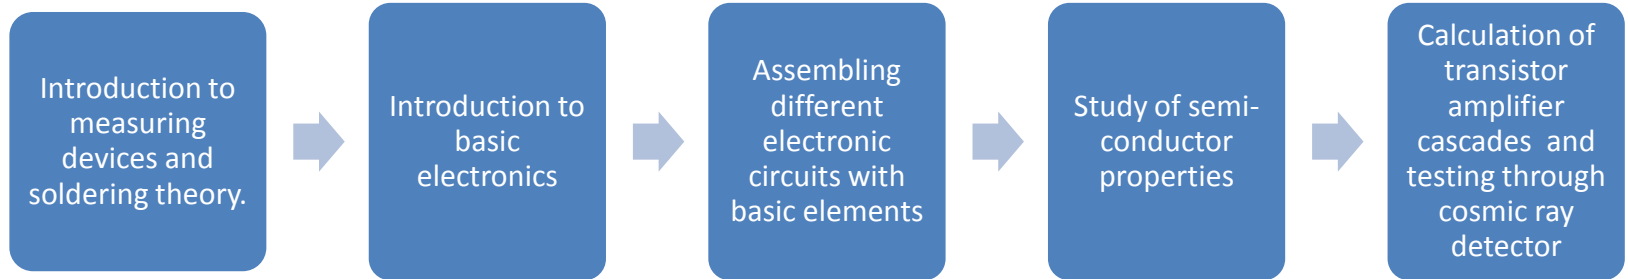 Introduction to
measuring
devices and
soldering theory.
Introduction to
basic
electronics
Assembling
different
electronic
circuits with
basic elements
Study of semi-
conductor
properties
Calculation of
transistor
amplifier
cascades and
testing through
cosmic ray
detector